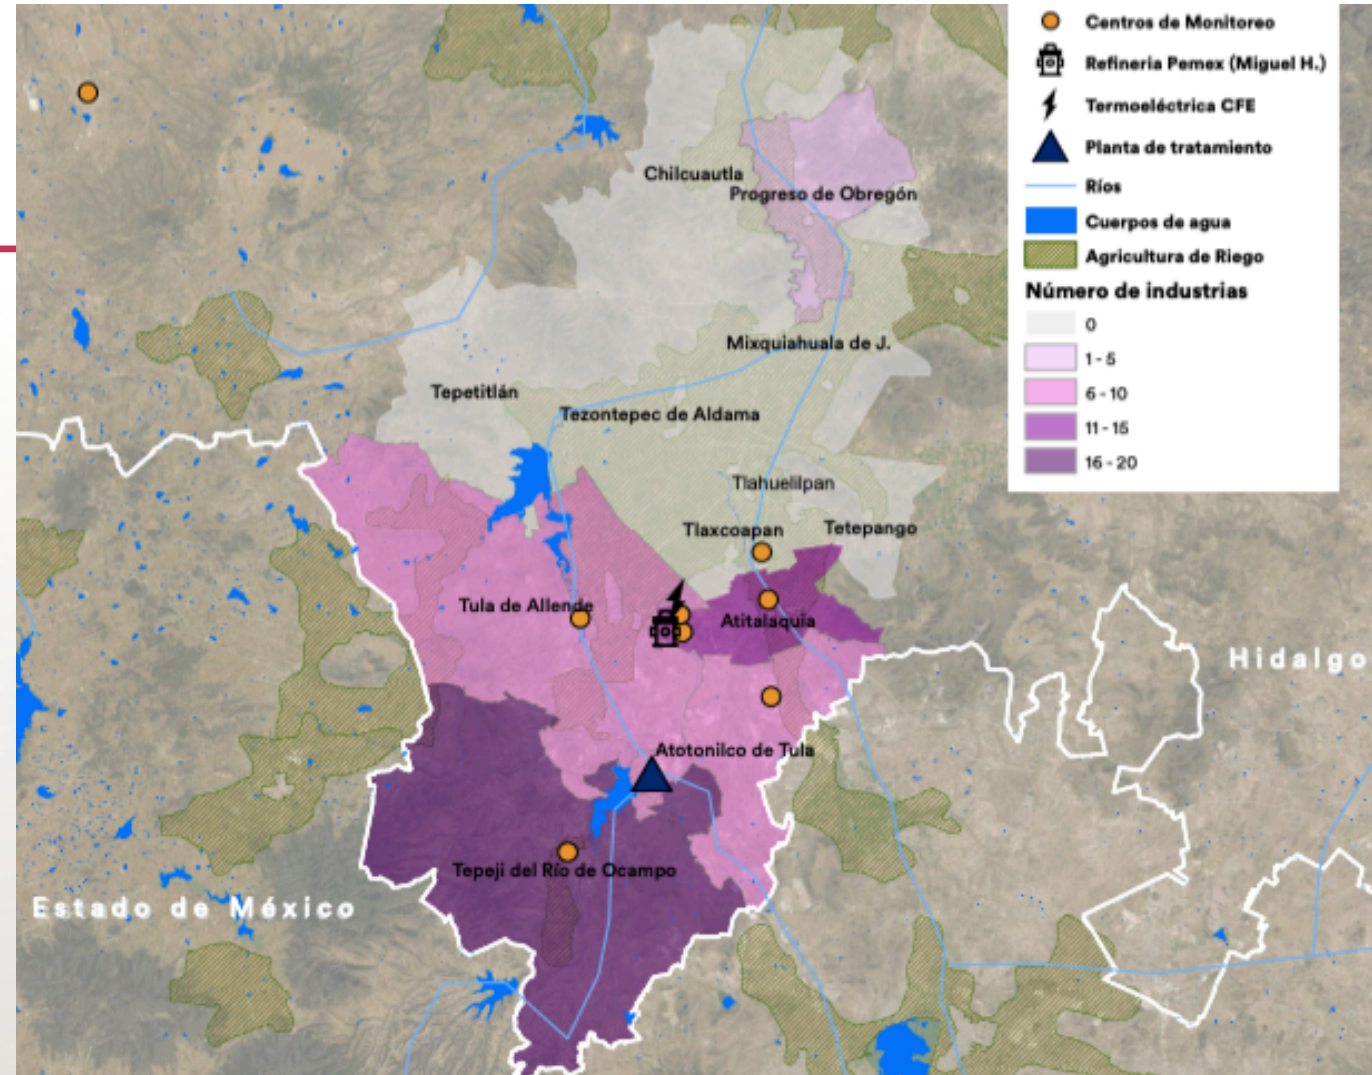 Centros de Monitoreo
Refineria Pemex (Miguel H.)
Termoeléctrica CFE
Planta de tratamiento
Ríos
Cuerpos de agua
Agricultura de Riego
Número de industrias
0
1 - 5
6 - 10
11 - 15
16 - 20
Chilcuautla
Progreso de Obregón
Mixquiahuala de J.
Tepetitlán
Tezontepec de Aldama
Tlahuelilpan
Tlaxcoapan
Tetepango
Tula de Allende
Atitalaquia
Hidalgo
Atotonilco de Tula
Tepeji del Río de Ocampo
Estado de México